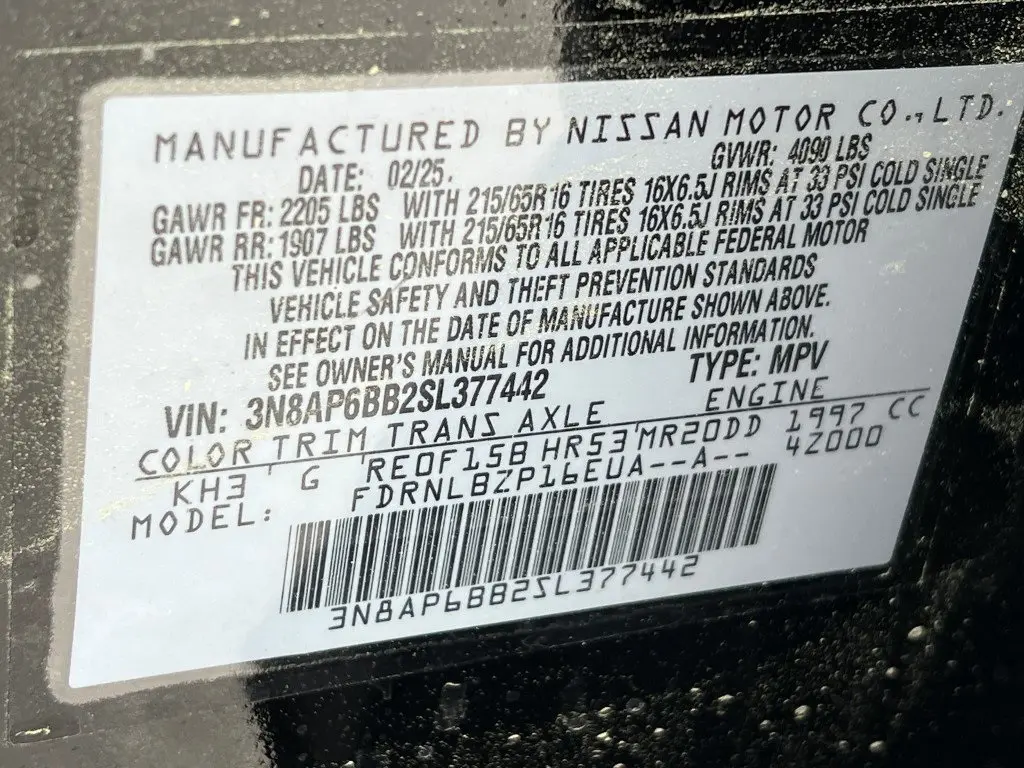 MANUFACTURED BY NISSAN MOTOR CO., LTD.
DATE: 02/25. GVWR: 4090 LBS
GAWR FR: 2205 LBS WITH 215/65R16 TIRES 16X6.5J RIMS AT 33 PSI COLD SINGLE
GAWR RR: 1907 LBS WITH 215/65R16 TIRES 16X6.5J RIMS AT 33 PSI COLD SINGLE
THIS VEHICLE CONFORMS TO ALL APPLICABLE FEDERAL MOTOR
VEHICLE SAFETY AND THEFT PREVENTION STANDARDS
IN EFFECT ON THE DATE OF MANUFACTURE SHOWN ABOVE.
SEE OWNER'S MANUAL FOR ADDITIONAL INFORMATION.
VIN: 3N8AP6BB2SL377442 TYPE: MPV
COLOR TRIM TRANS AXLE ENGINE
KH3 G RE0F15B HR53 MR20DD 1997 CC
MODEL: FDRNLBZP16EUA--A-- 42000
3N8AP6BB2SL377442